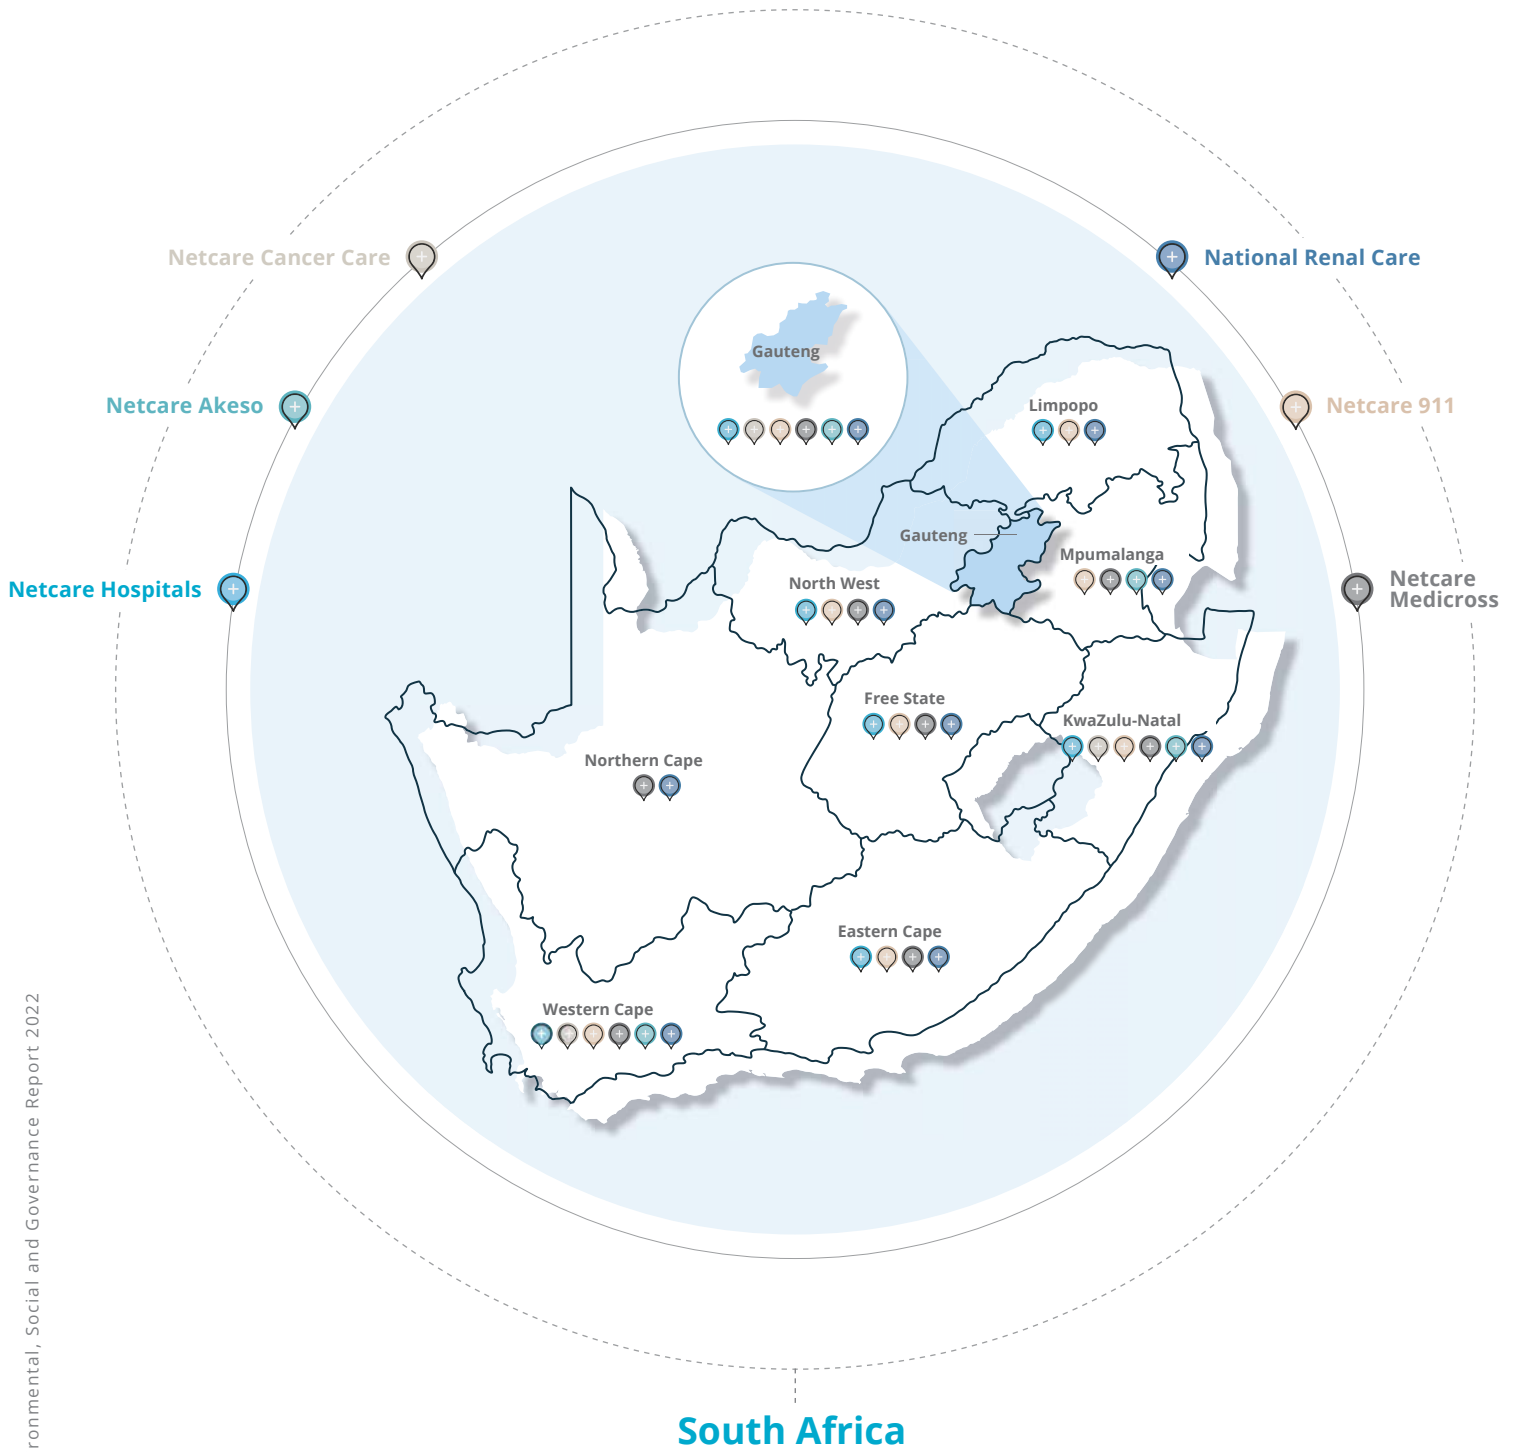 Netcare Cancer Care
National Renal Care
Netcare Akeso
Netcare 911
Netcare Hospitals
Netcare
Medicross
Gauteng
Limpopo
Gauteng
Mpumalanga
North West
Free State
KwaZulu-Natal
Northern Cape
Eastern Cape
Western Cape
ronmental, Social and Governance Report 2022
South Africa